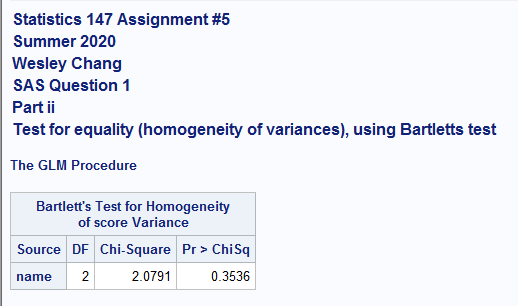 Statistics 147 Assignment #5
Summer 2020
Wesley Chang
SAS Question 1
Part ii
Test for equality (homogeneity of variances), using Bartletts test
The GLM Procedure
Bartlett's Test for Homogeneity
of score Variance
Source DF Chi-Square Pr > ChiSq
name 2 2.0791 0.3536